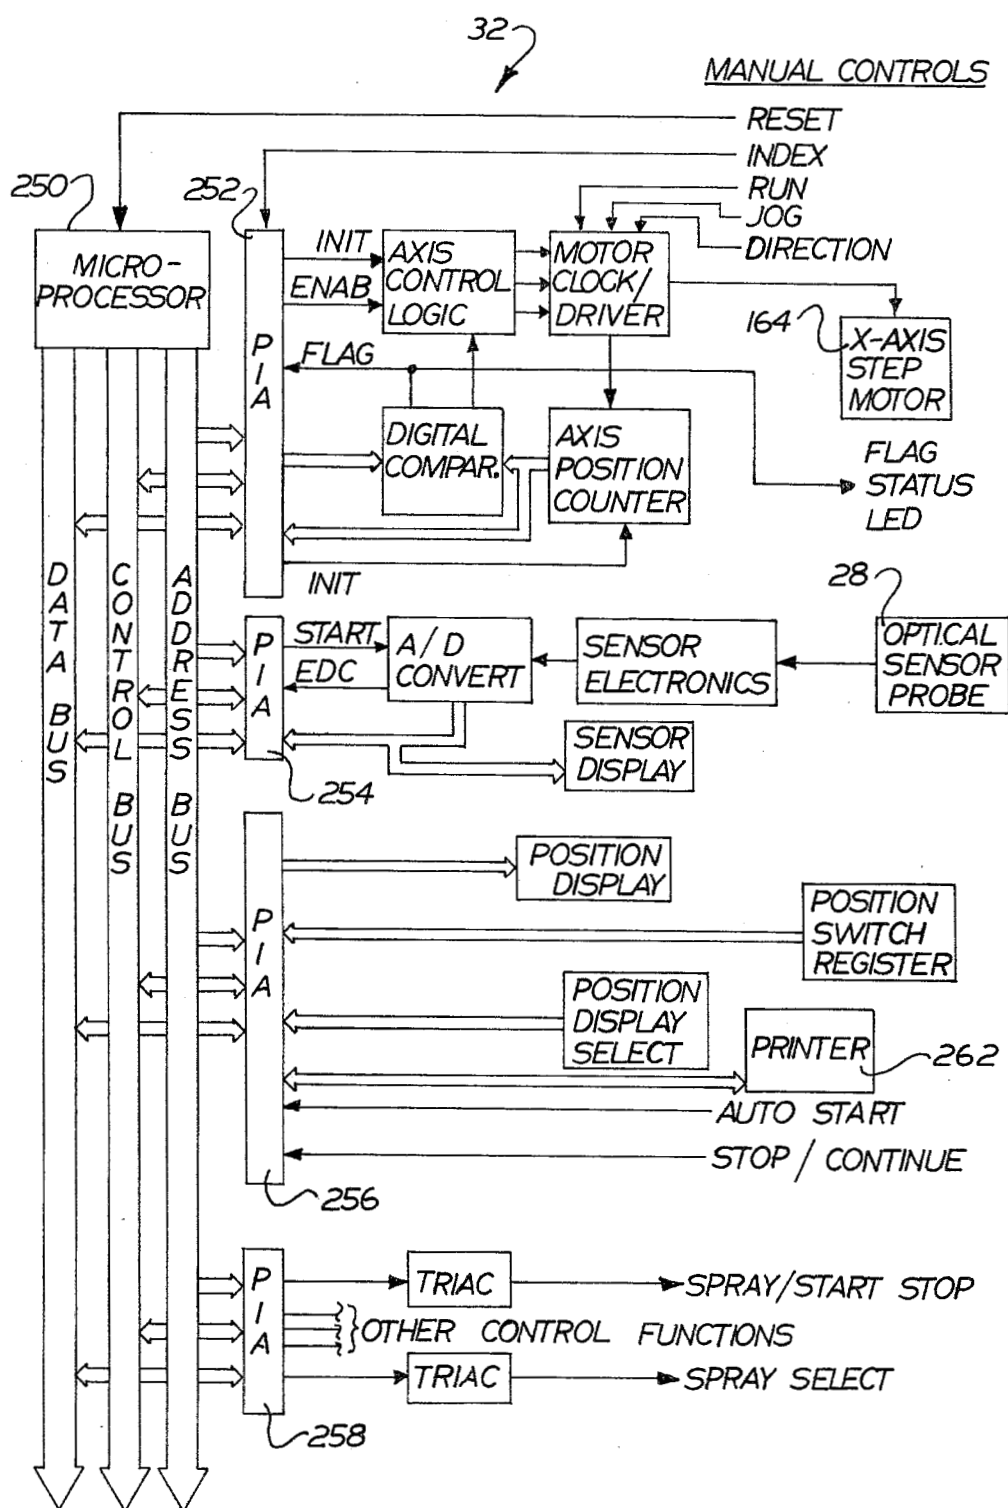 32
MANUAL CONTROLS
RESET
INDEX
RUN
JOG
DIRECTION
250
252
MICRO-
PROCESSOR
PIA
INIT
ENAB
FLAG
AXIS
CONTROL
LOGIC
MOTOR
CLOCK/
DRIVER
164
X-AXIS
STEP
MOTOR
DIGITAL
COMPAR.
AXIS
POSITION
COUNTER
FLAG
STATUS
LED
INIT
DATA BUS
CONTROL BUS
ADDRESS BUS
PIA
START
EDC
A/D
CONVERT
SENSOR
ELECTRONICS
28
OPTICAL
SENSOR
PROBE
SENSOR
DISPLAY
254
PIA
POSITION
DISPLAY
POSITION
SWITCH
REGISTER
POSITION
DISPLAY
SELECT
PRINTER
262
AUTO START
STOP / CONTINUE
256
PIA
TRIAC
SPRAY/START STOP
OTHER CONTROL FUNCTIONS
TRIAC
SPRAY SELECT
258